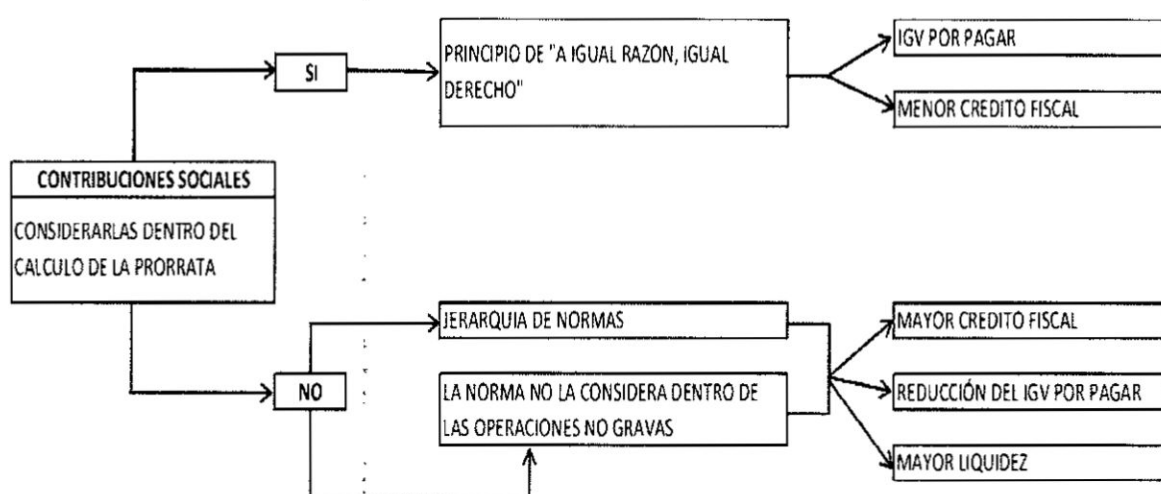 SI
PRINCIPIO DE "A IGUAL RAZON, IGUAL
DERECHO"
IGV POR PAGAR
MENOR CREDITO FISCAL
CONTRIBUCIONES SOCIALES
CONSIDERARLAS DENTRO DEL
CALCULO DE LA PRORRATA
NO
JERARQUIA DE NORMAS
LA NORMA NO LA CONSIDERA DENTRO DE
LAS OPERACIONES NO GRAVAS
MAYOR CREDITO FISCAL
REDUCCIÓN DEL IGV POR PAGAR
MAYOR LIQUIDEZ